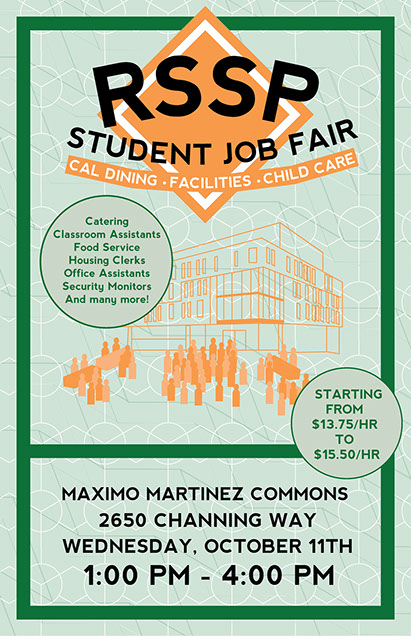 RSSP
STUDENT JOB FAIR
CAL DINING · FACILITIES · CHILD CARE
Catering
Classroom Assistants
Food Service
Housing Clerks
Office Assistants
Security Monitors
And many more!
STARTING
FROM
$13.75/HR
TO
$15.50/HR
MAXIMO MARTINEZ COMMONS
2650 CHANNING WAY
WEDNESDAY, OCTOBER 11TH
1:00 PM - 4:00 PM